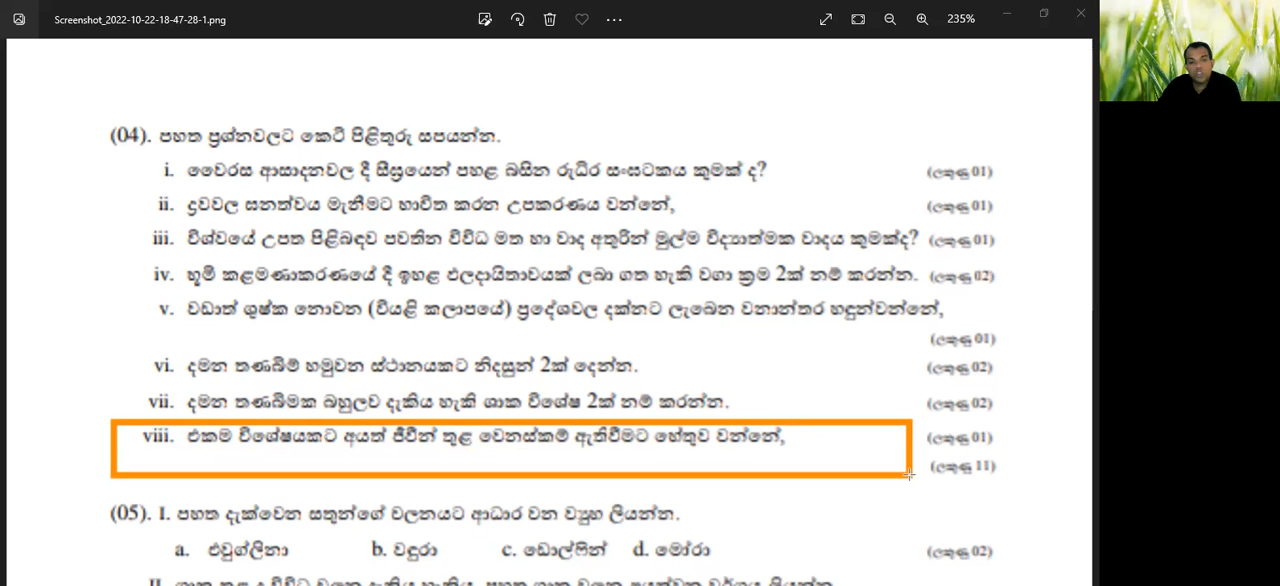 Screenshot_2022-10-22-18-47-28-1.png
235%
(04). පහත ප්‍රශ්නවලට කෙටි පිළිතුරු සපයන්න.
i. වෛරස ආසාදනවල දී සීඝ්‍රයෙන් පහළ බසින රුධිර සංඝටකය කුමක් ද? (ලකුණු 01)
ii. ද්‍රවවල ඝනත්වය මැනීමට භාවිත කරන උපකරණය වන්නේ, (ලකුණු 01)
iii. විශ්වයේ උපත පිළිබඳව පවතින විවිධ මත හා වාද අතුරින් මුල්ම විද්‍යාත්මක වාදය කුමක්ද? (ලකුණු 01)
iv. භූමි කළමණාකරණයේ දී ඉහළ ඵලදායිතාවයක් ලබා ගත හැකි වගා ක්‍රම 2ක් නම් කරන්න. (ලකුණු 02)
v. වඩාත් ශුෂ්ක නොවන (වියළි කලාපයේ) ප්‍රදේශවල දක්නට ලැබෙන වනාන්තර හඳුන්වන්නේ,
(ලකුණු 01)
vi. දමන තණබිම් හමුවන ස්ථානයකට නිදසුන් 2ක් දෙන්න. (ලකුණු 02)
vii. දමන තණබිමක බහුලව දැකිය හැකි ශාක විශේෂ 2ක් නම් කරන්න. (ලකුණු 02)
viii. එකම විශේෂයකට අයත් ජීවීන් තුළ වෙනස්කම් ඇතිවීමට හේතුව වන්නේ, (ලකුණු 01)
(ලකුණු 11)
(05). I. පහත දැක්වෙන සතුන්ගේ චලනයට ආධාර වන ව්‍යුහ ලියන්න.
a. එවුග්ලිනා b. වඳුරා c. ඩොල්ෆින් d. මෝරා (ලකුණු 02)